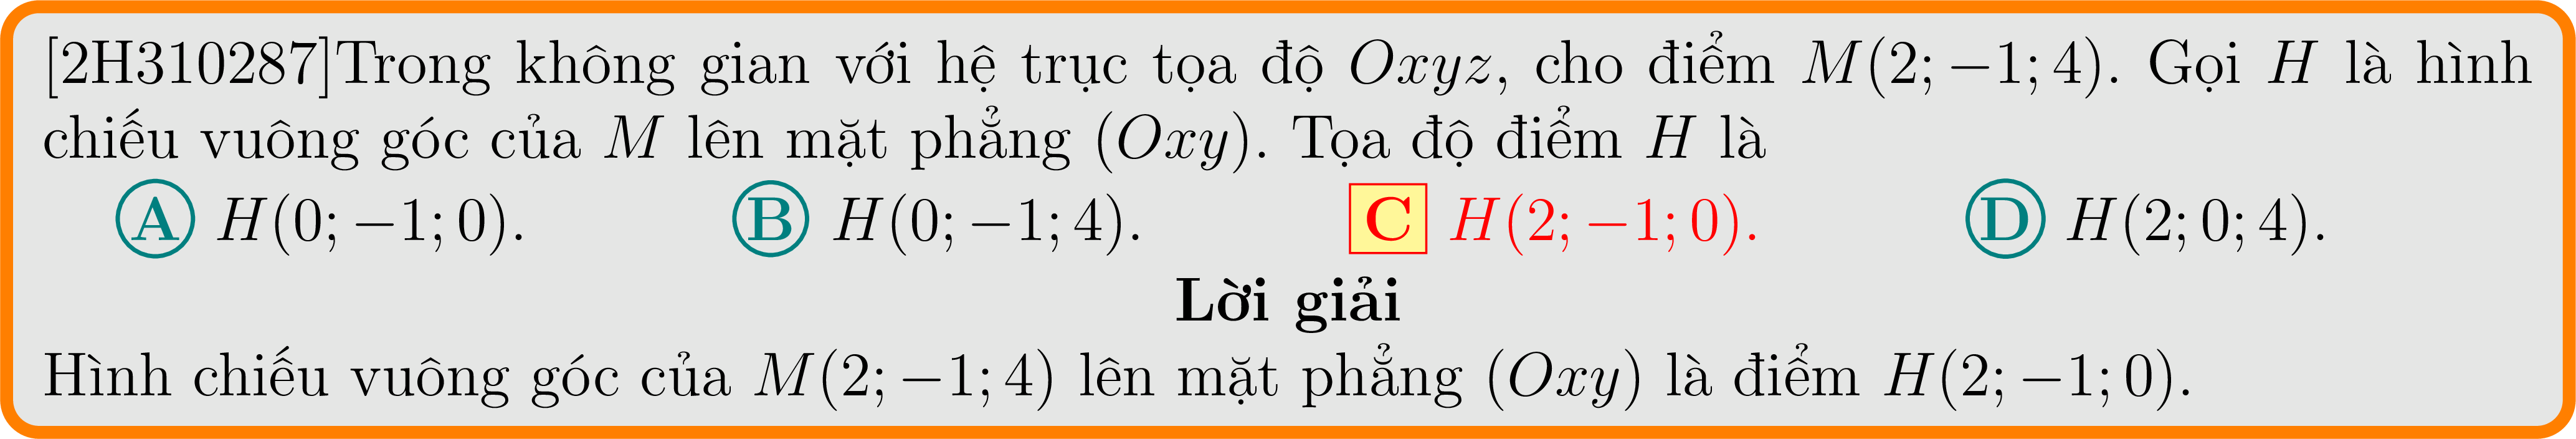 [2H310287]Trong không gian với hệ trục tọa độ Oxyz, cho điểm M(2; −1; 4). Gọi H là hình
chiếu vuông góc của M lên mặt phẳng (Oxy). Tọa độ điểm H là
A H(0; −1; 0). B H(0; −1; 4). C H(2; −1; 0). D H(2; 0; 4).
Lời giải
Hình chiếu vuông góc của M(2; −1; 4) lên mặt phẳng (Oxy) là điểm H(2; −1; 0).